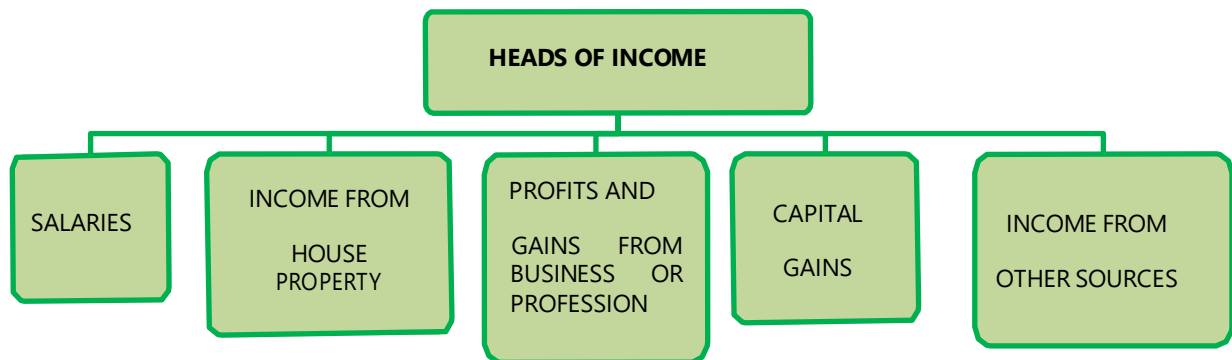 HEADS OF INCOME
SALARIES
INCOME FROM
HOUSE
PROPERTY
PROFITS AND
GAINS FROM
BUSINESS OR
PROFESSION
CAPITAL
GAINS
INCOME FROM
OTHER SOURCES